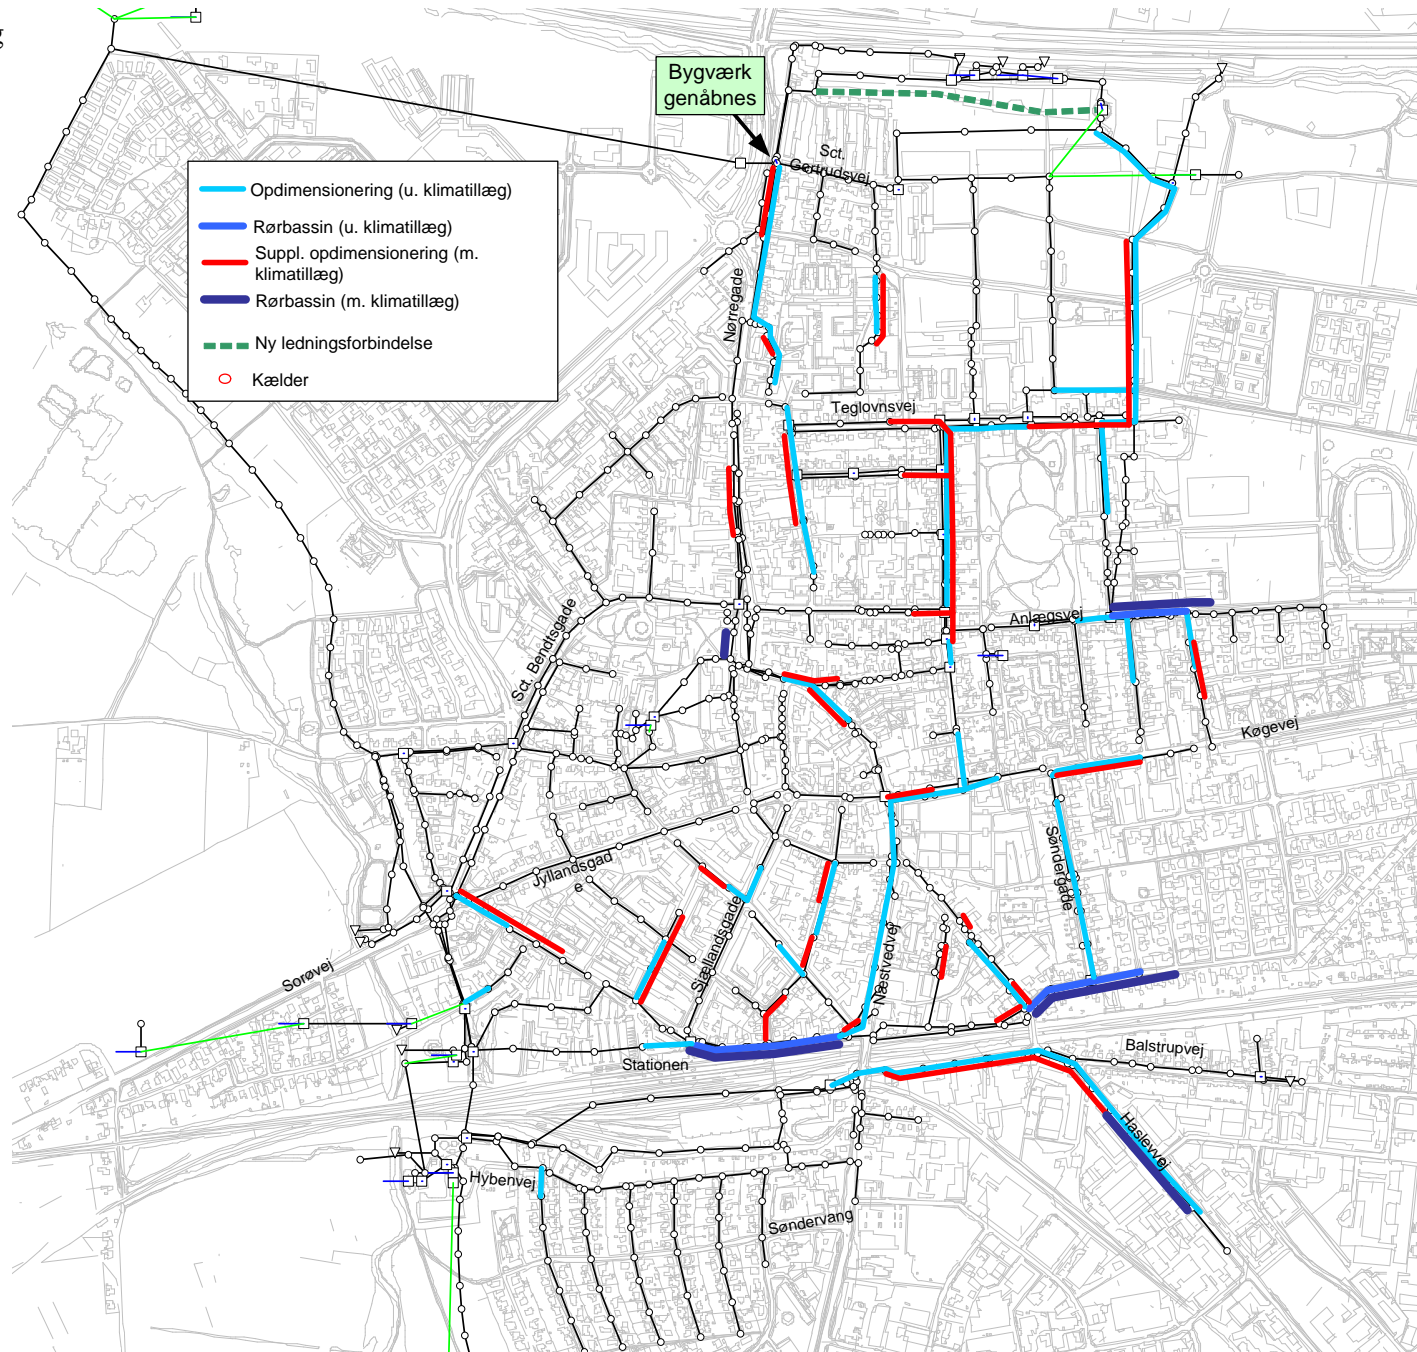 g
Bygværk
genåbnes
Sct.
Gertrudsvej
Opdimensionering (u. klimatillæg)
Rørbassin (u. klimatillæg)
Suppl. opdimensionering (m.
klimatillæg)
Rørbassin (m. klimatillæg)
Ny ledningsforbindelse
Kælder
Nørregade
Teglovnsvej
Anlægsvej
Sct. Bendtsgade
Køgevej
Jyllandsgad
e
Søndergade
Sjællandsgade
Næstvedvej
Sorøvej
Stationen
Balstrupvej
Haslevvej
Hybenvej
Søndervang